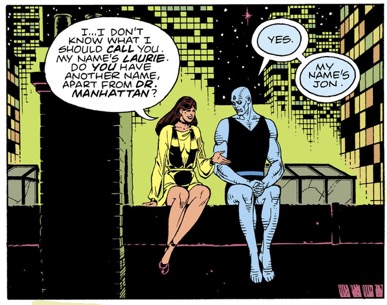 I...I DON'T
KNOW WHAT I
SHOULD CALL YOU.
MY NAME'S LAURIE.
DO YOU HAVE
ANOTHER NAME,
APART FROM DR.
MANHATTAN?
YES.
MY
NAME'S
JON.